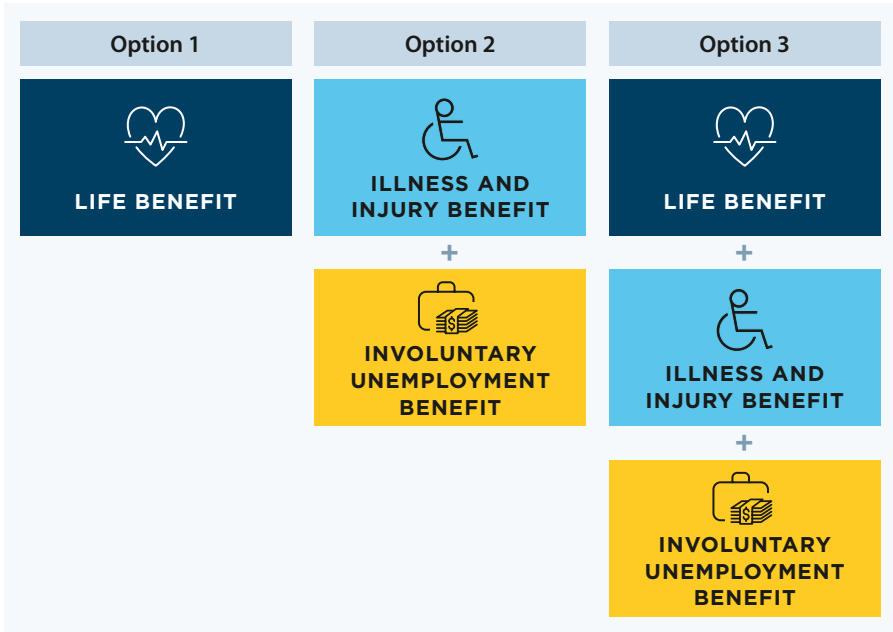 Option 1
LIFE BENEFIT
Option 2
ILLNESS AND
INJURY BENEFIT
+
INVOLUNTARY
UNEMPLOYMENT
BENEFIT
Option 3
LIFE BENEFIT
+
ILLNESS AND
INJURY BENEFIT
+
INVOLUNTARY
UNEMPLOYMENT
BENEFIT